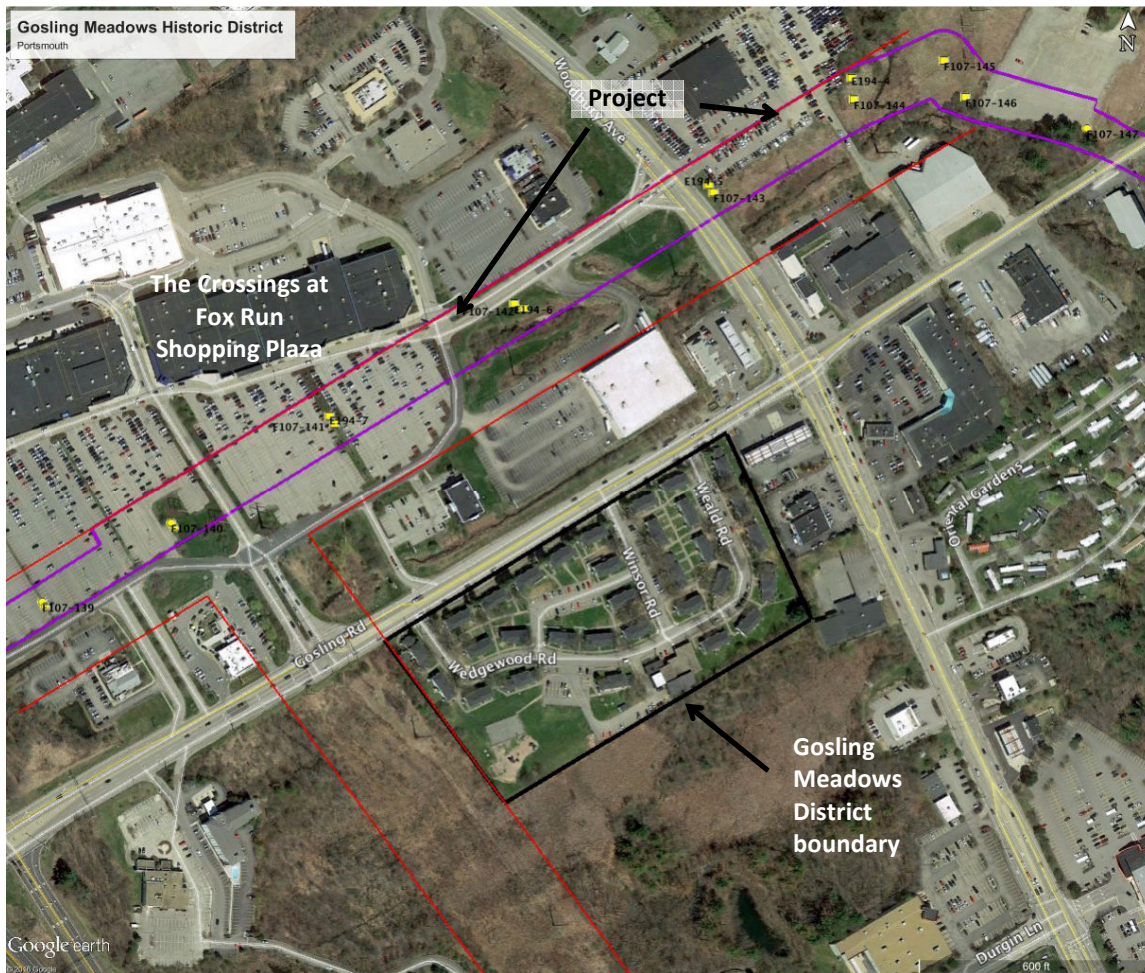 Gosling Meadows Historic District
Portsmouth
N
Woodbury Ave
Project
F107-145
E194-4
F107-144
F107-146
F107-147
E194-5
F107-143
The Crossings at
Fox Run
Shopping Plaza
F107-142
E194-6
F107-141
E194-7
F107-140
F107-139
Gosling Rd
Weald Rd
Winsor Rd
Wedgewood Rd
Oriental Gardens
Gosling
Meadows
District
boundary
Durgin Ln
Google earth
© 2016 Google
600 ft